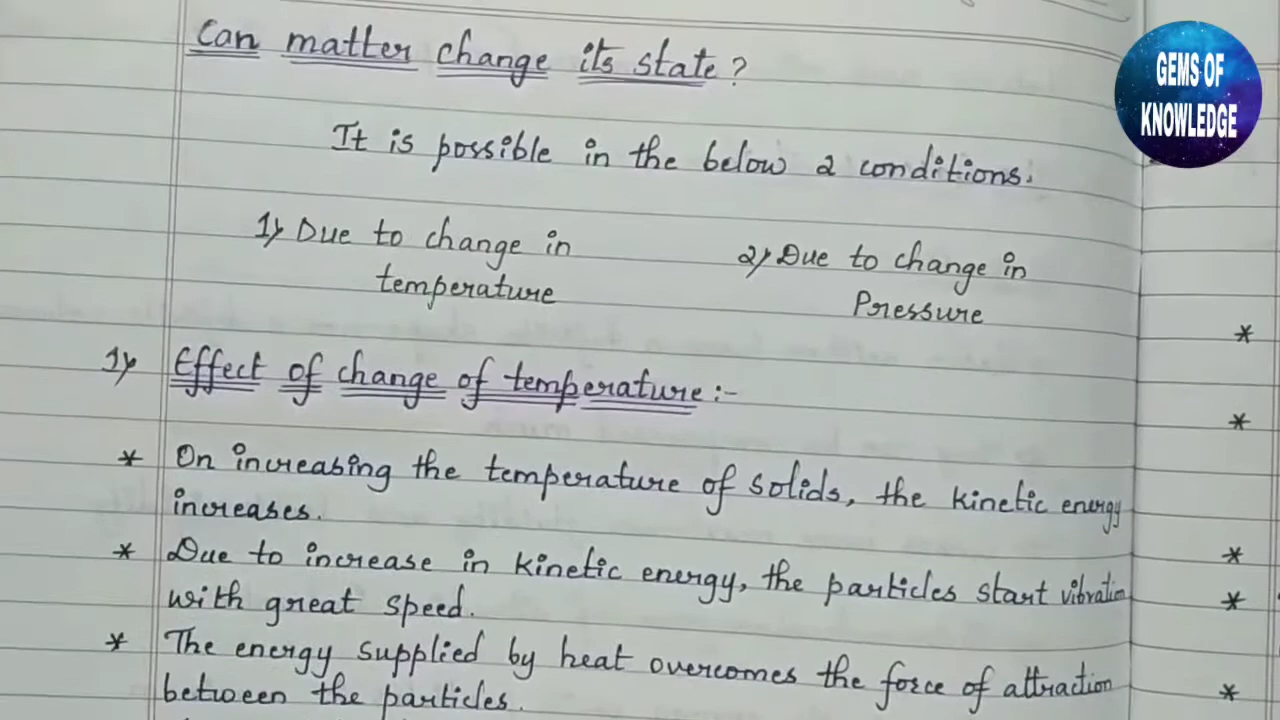 Can matter change its state?
GEMS OF
KNOWLEDGE
It is possible in the below 2 conditions.
1) Due to change in
temperature
2) Due to change in
Pressure
*
1) Effect of change of temperature:-
*
* On increasing the temperature of solids, the kinetic energy
increases.
*
* Due to increase in kinetic energy, the particles start vibration
with great speed.
*
* The energy supplied by heat overcomes the force of attraction
between the particles.
*